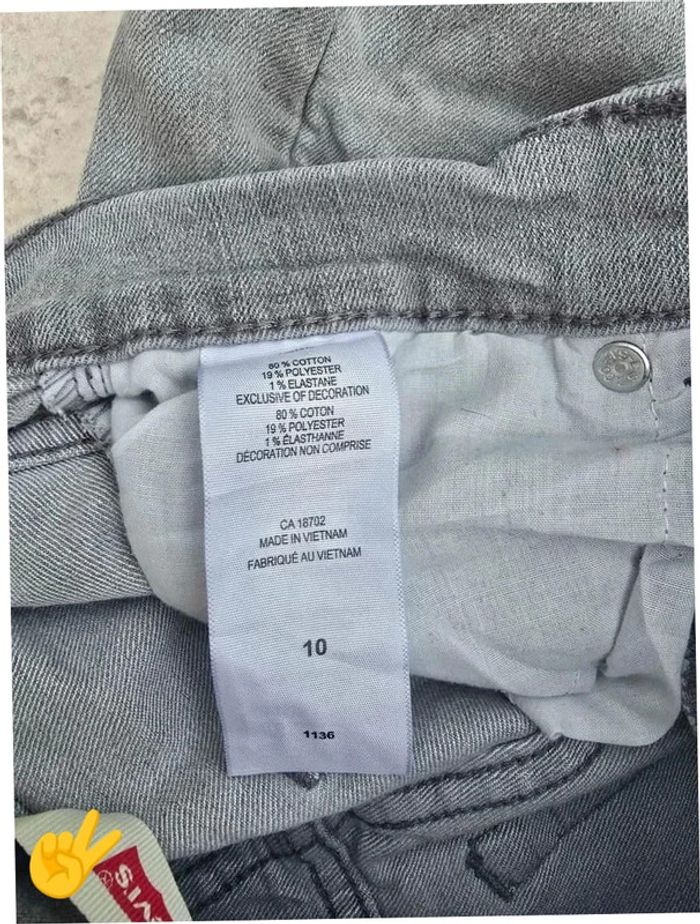 80 % COTTON
19 % POLYESTER
1 % ELASTANE
EXCLUSIVE OF DECORATION
80 % COTON
19 % POLYESTER
1 % ÉLASTHANNE
DÉCORATION NON COMPRISE
CA 18702
MADE IN VIETNAM
FABRIQUÉ AU VIETNAM
10
1136